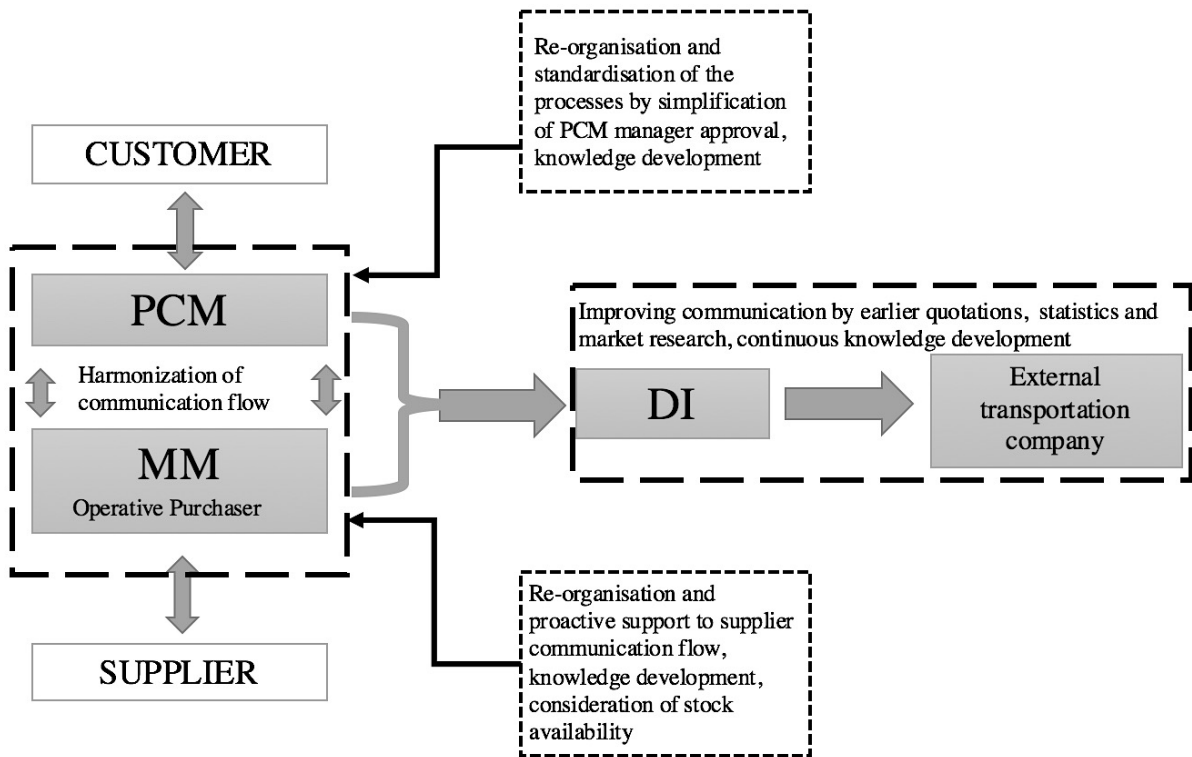 Re-organisation and
standardisation of the
processes by simplification
of PCM manager approval,
knowledge development
CUSTOMER
PCM
Harmonization of
communication flow
MM
Operative Purchaser
SUPPLIER
Improving communication by earlier quotations, statistics and
market research, continuous knowledge development
DI
External
transportation
company
Re-organisation and
proactive support to supplier
communication flow,
knowledge development,
consideration of stock
availability